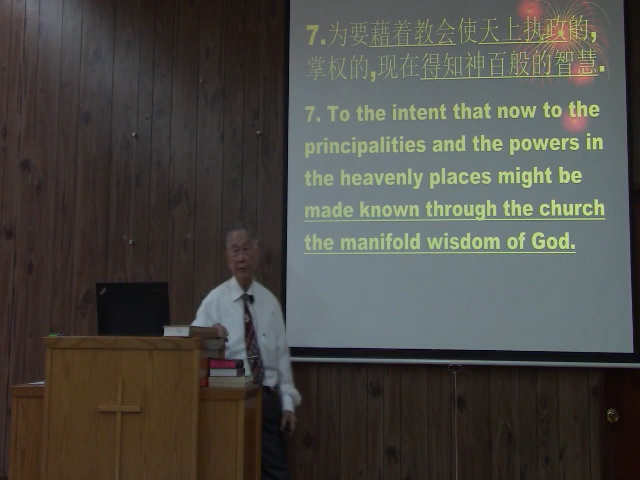 7.为要藉着教会使天上执政的,
掌权的,现在得知神百般的智慧.
7. To the intent that now to the
principalities and the powers in
the heavenly places might be
made known through the church
the manifold wisdom of God.